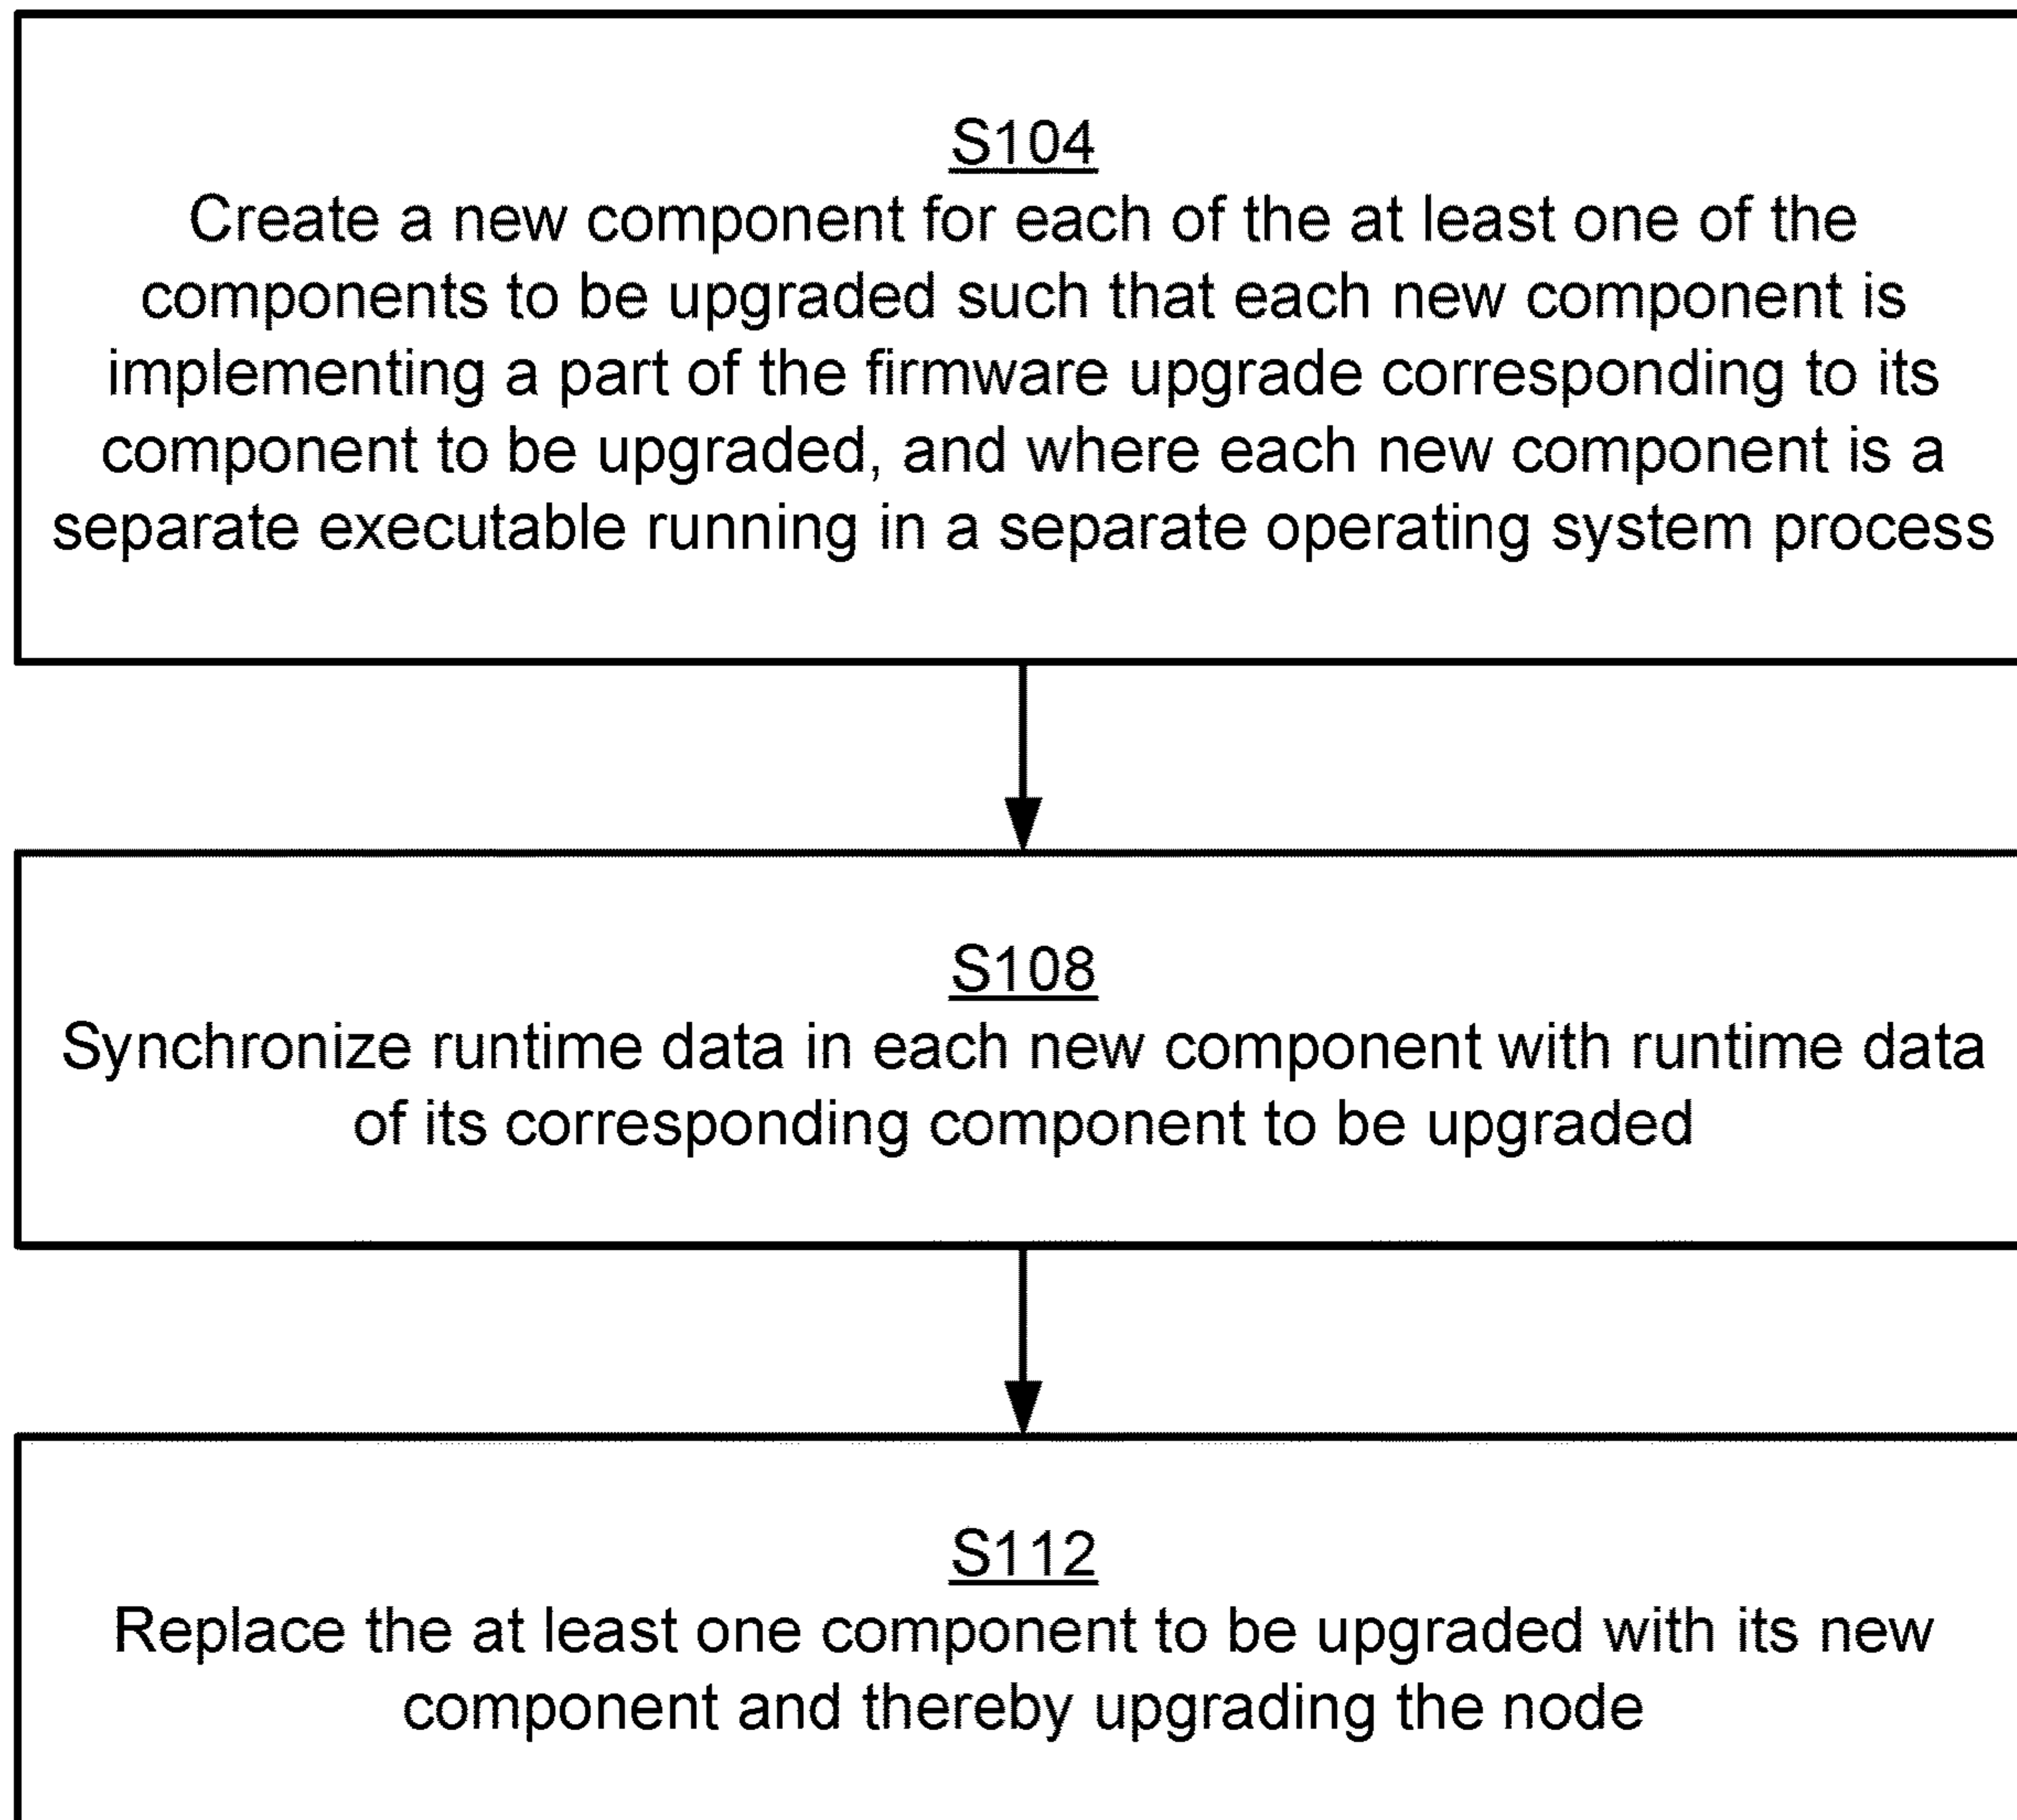 S104
Create a new component for each of the at least one of the
components to be upgraded such that each new component is
implementing a part of the firmware upgrade corresponding to its
component to be upgraded, and where each new component is a
separate executable running in a separate operating system process
S108
Synchronize runtime data in each new component with runtime data
of its corresponding component to be upgraded
S112
Replace the at least one component to be upgraded with its new
component and thereby upgrading the node